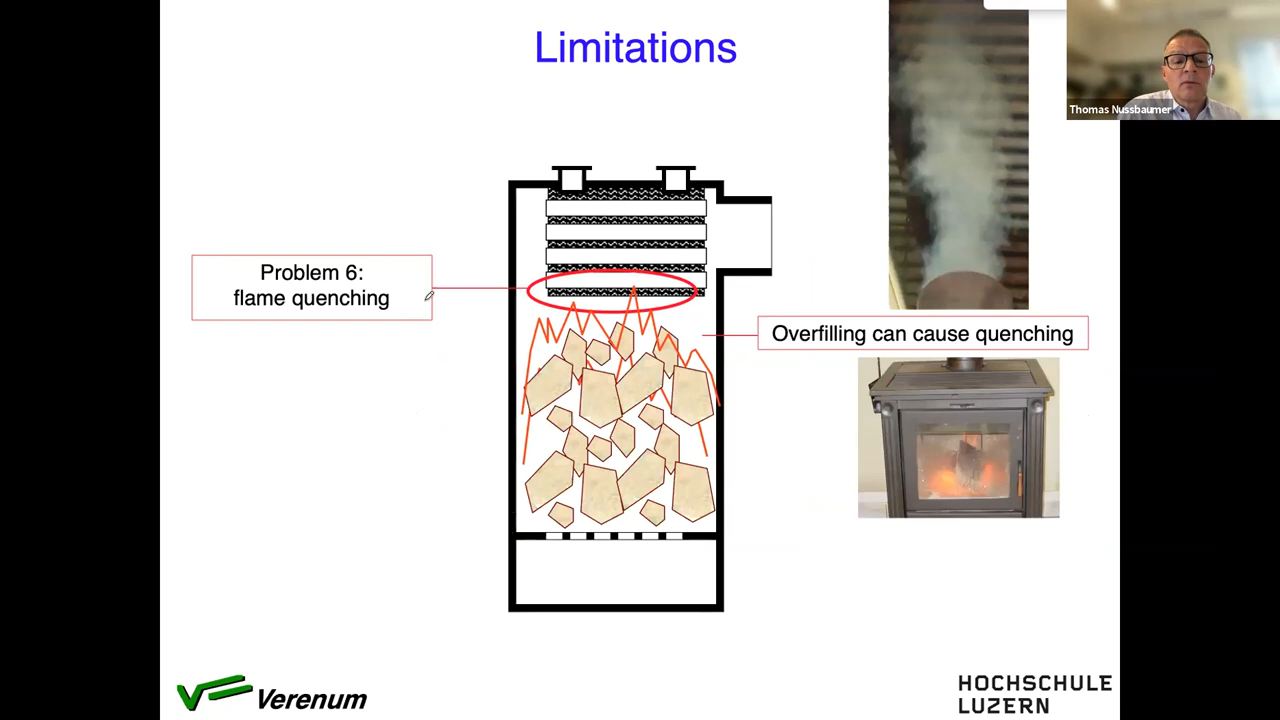 Limitations
Thomas Nussbaumer
Problem 6:
flame quenching
Overfilling can cause quenching
Verenum
HOCHSCHULE
LUZERN